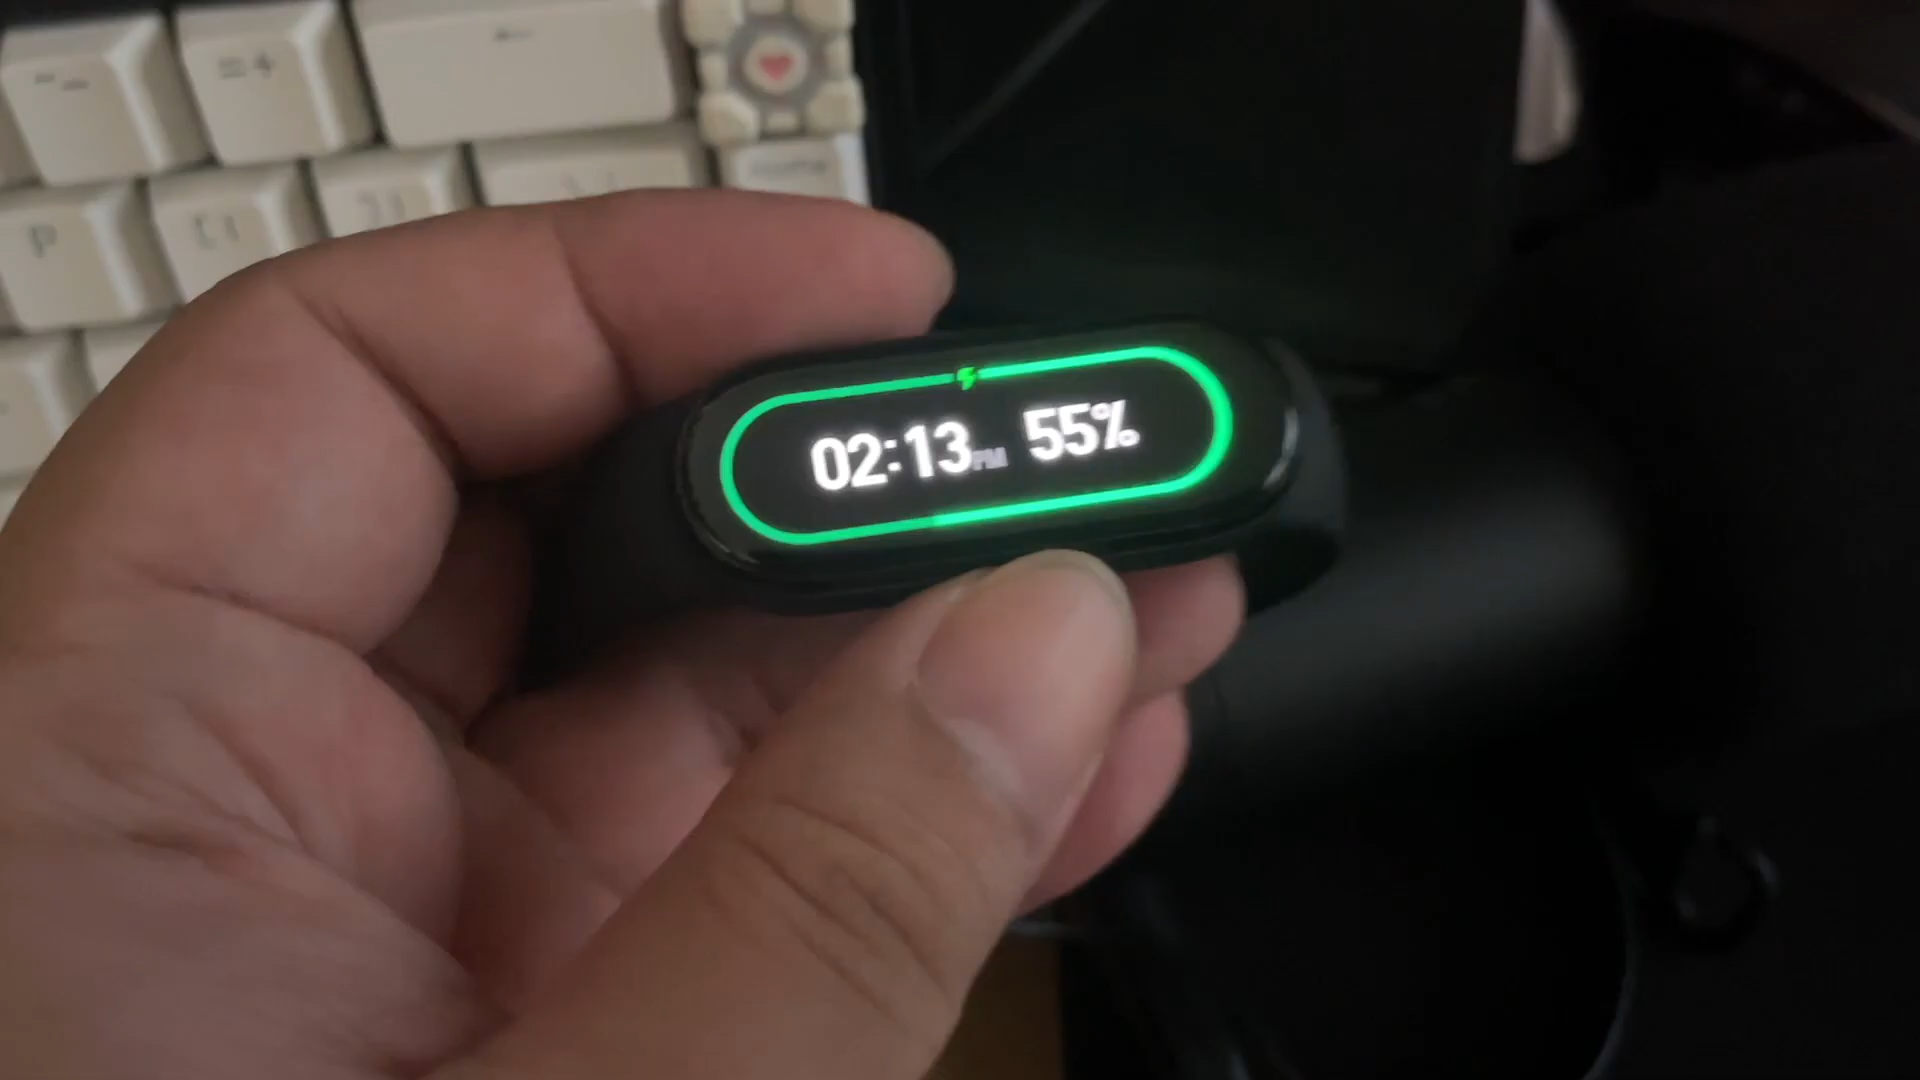 - _
= +
←
P
[ {
] }
02:13PM 55%